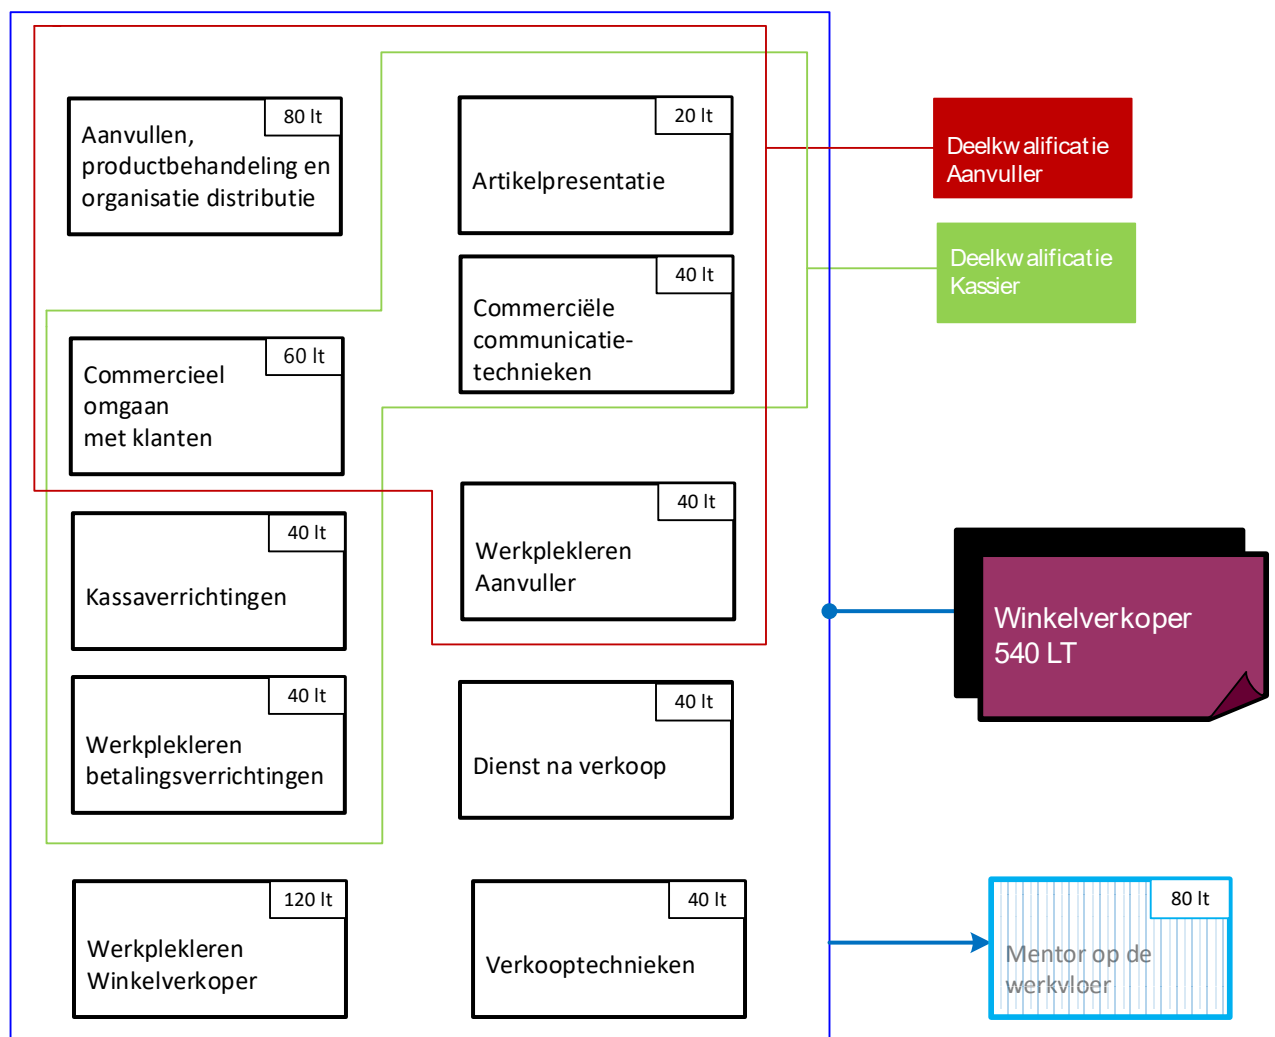 80 lt
Aanvullen,
productbehandeling en
organisatie distributie
20 lt
Artikelpresentatie
Deelkwalificatie
Aanvuller
Deelkwalificatie
Kassier
40 lt
Commerciële
communicatie-
technieken
60 lt
Commercieel
omgaan
met klanten
40 lt
Werkplekleren
Aanvuller
40 lt
Kassaverrichtingen
Winkelverkoper
540 LT
40 lt
Werkplekleren
betalingsverrichtingen
40 lt
Dienst na verkoop
120 lt
Werkplekleren
Winkelverkoper
40 lt
Verkooptechnieken
80 lt
Mentor op de
werkvloer